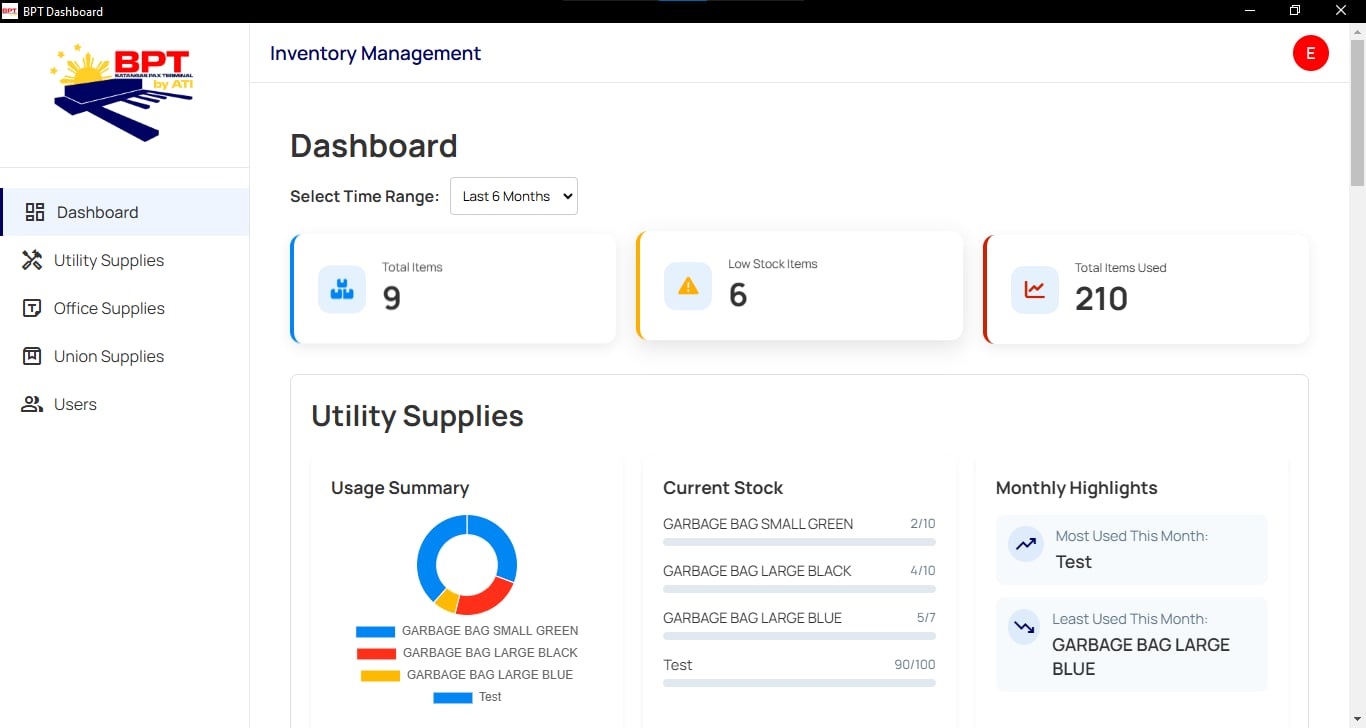 BPT Dashboard
BPT
BATANGAS PAX TERMINAL
by ATI
Inventory Management
E
Dashboard
Utility Supplies
Office Supplies
Union Supplies
Users
Dashboard
Select Time Range: Last 6 Months
Total Items
9
Low Stock Items
6
Total Items Used
210
Utility Supplies
Usage Summary
GARBAGE BAG SMALL GREEN
GARBAGE BAG LARGE BLACK
GARBAGE BAG LARGE BLUE
Test
Current Stock
GARBAGE BAG SMALL GREEN 2/10
GARBAGE BAG LARGE BLACK 4/10
GARBAGE BAG LARGE BLUE 5/7
Test 90/100
Monthly Highlights
Most Used This Month:
Test
Least Used This Month:
GARBAGE BAG LARGE
BLUE